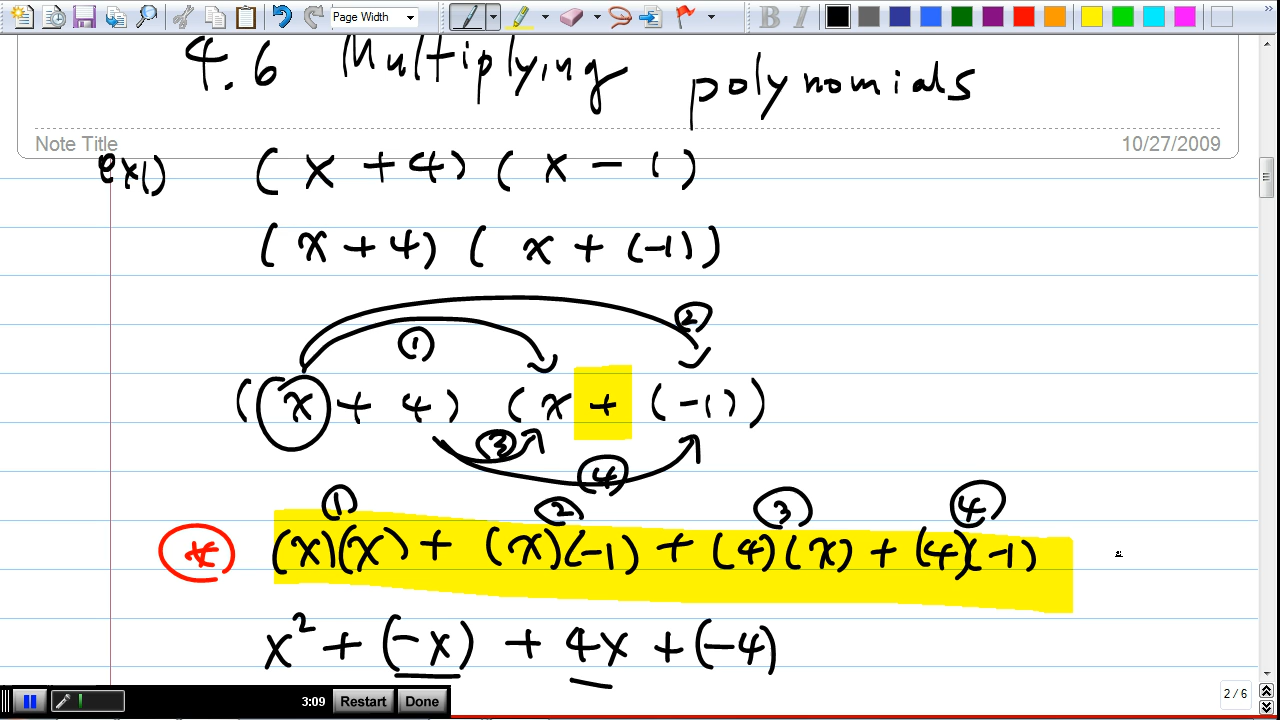 Page Width
B I
4.6 Multiplying polynomials
Note Title
10/27/2009
ex1) (x + 4) (x - 1)
(x + 4) (x + (-1))
② 
①
(x + 4) (x + (-1))
③
④
① ② ③ ④
* (x)(x) + (x)(-1) + (4)(x) + (4)(-1)
x² + (-x) + 4x + (-4)
3:09 Restart Done
2/6